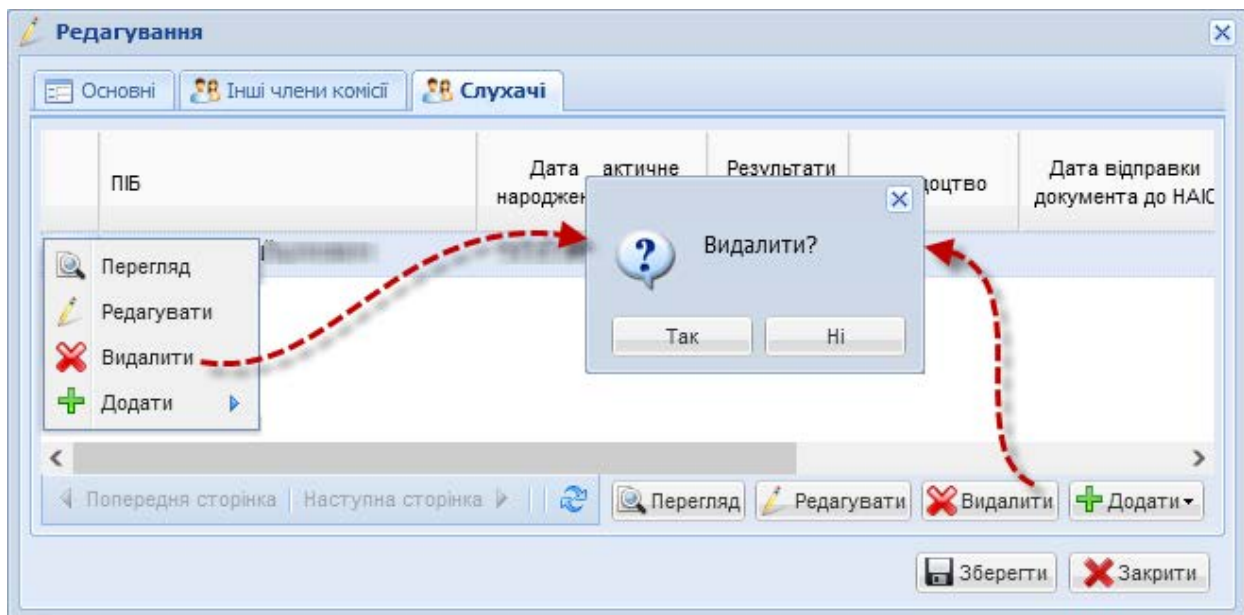 Редагування
Основні Інші члени комісії Слухачі
ПІБ
Дата
народжен
актичне
Результати
доцтво
Дата відправки
документа до НАІС
Перегляд
Редагувати
Видалити
Додати
Видалити?
Так Ні
Попередня сторінка Наступна сторінка Перегляд Редагувати Видалити Додати
Зберегти Закрити